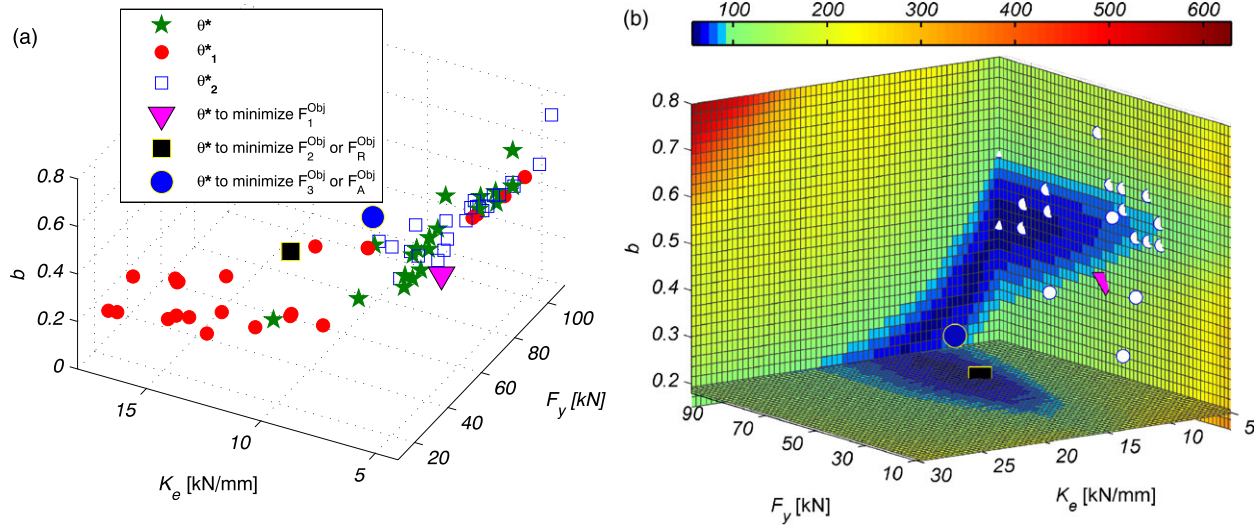 (a)
θ*
θ*1
θ*2
θ* to minimize F1Obj
θ* to minimize F2Obj or FRObj
θ* to minimize F3Obj or FAObj
0.8
0.6
0.4
0.2
0
b
15
10
5
Ke [kN/mm]
20
40
60
80
100
Fy [kN]
(b)
100 200 300 400 500 600
0.8
0.7
0.6
0.5
0.4
0.3
0.2
b
90
70
50
30
10
Fy [kN]
30
25
20
15
10
5
Ke [kN/mm]